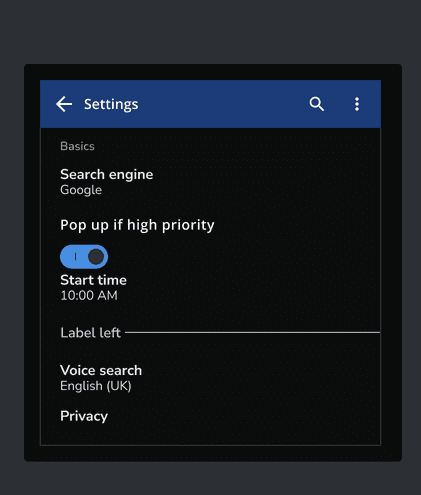 Settings
Basics
Search engine
Google
Pop up if high priority
Start time
10:00 AM
Label left
Voice search
English (UK)
Privacy